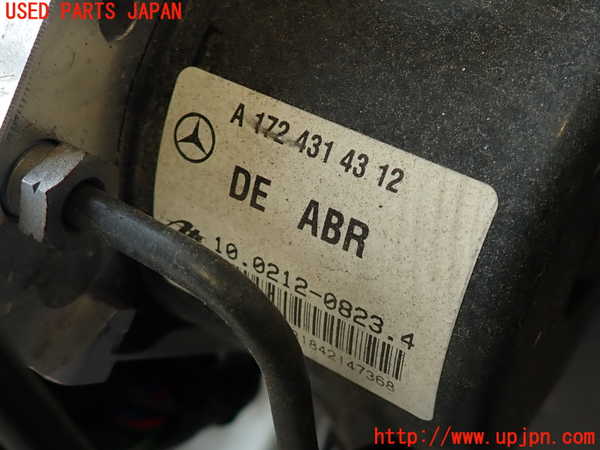 USED PARTS JAPAN
A 172 431 43 12
DE ABR
10.0212-0823.4
1842147368
http://www.upjpn.com/